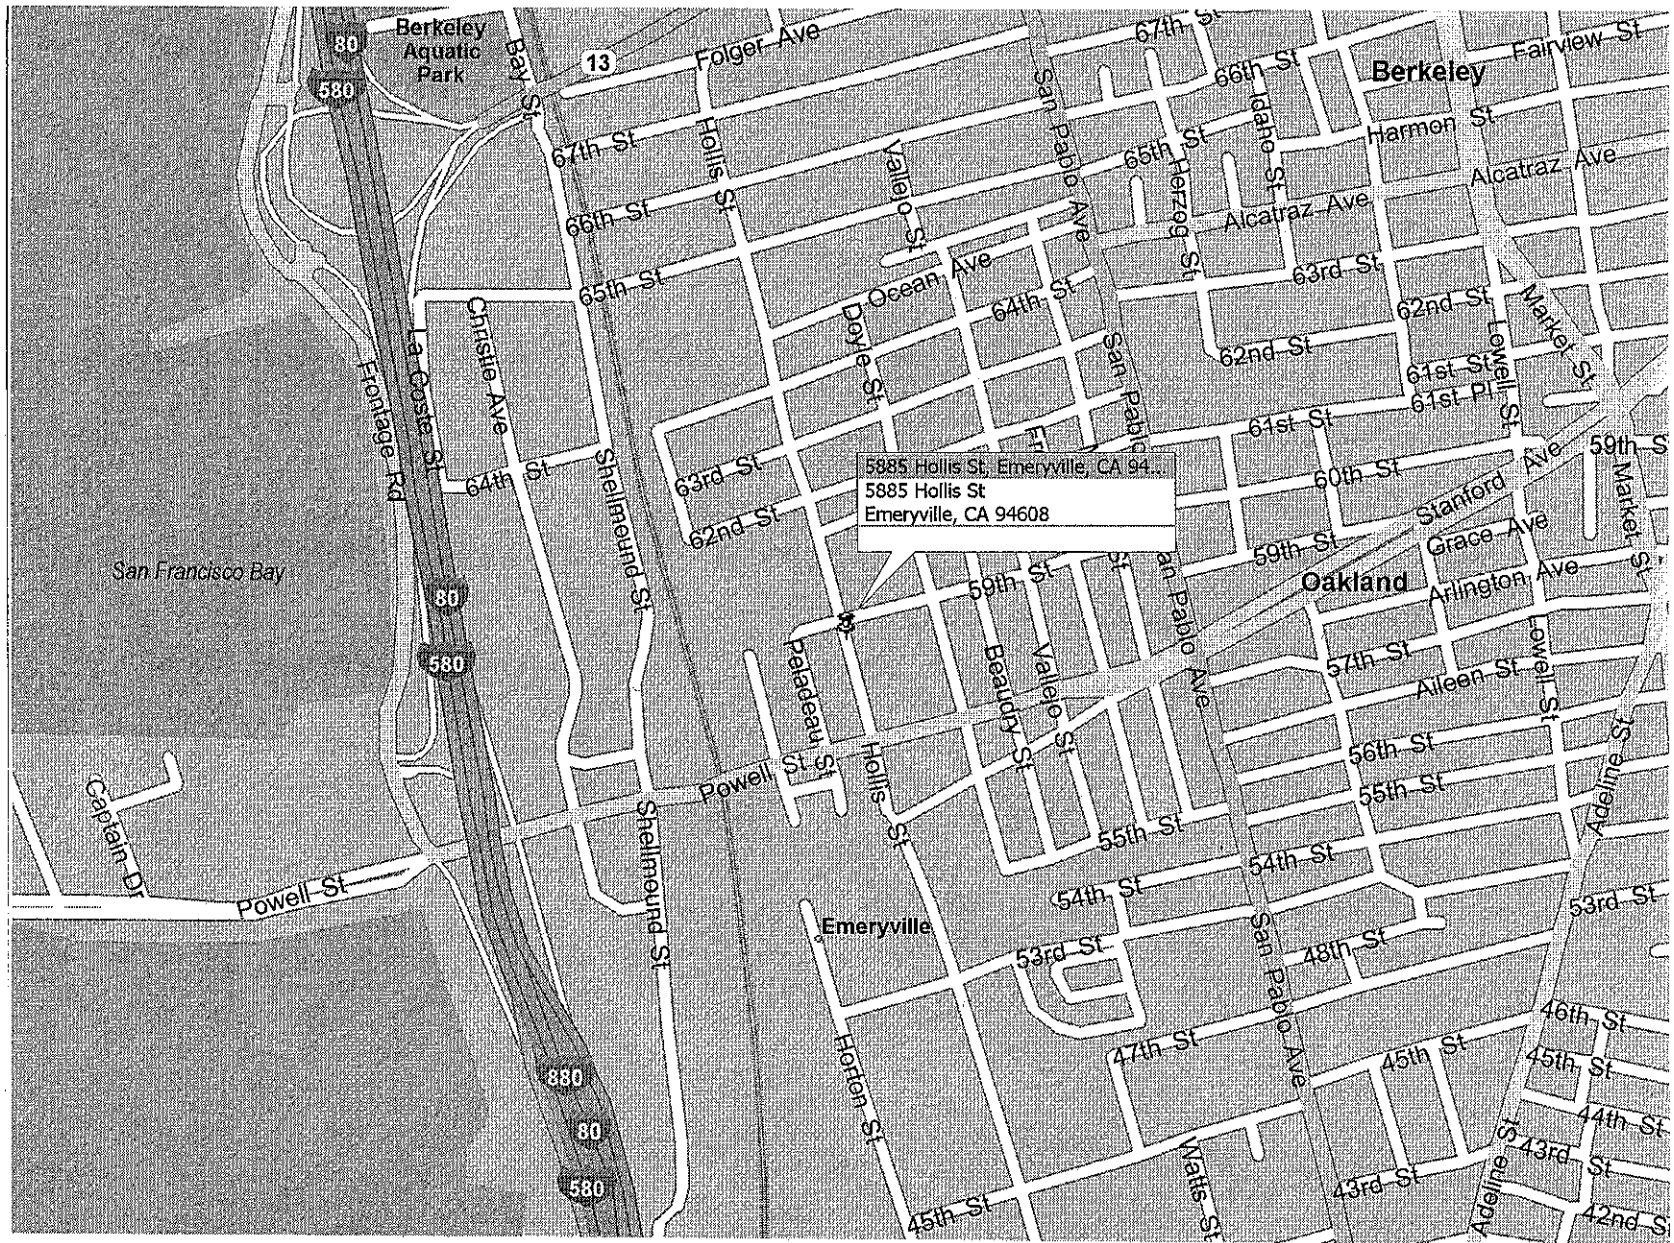 Berkeley
Aquatic
Park
80
580
Bay St
13
Folger Ave
67th St
66th St
Fairview St
Berkeley
San Pablo Ave
Idaho St
Harmon St
67th St
Hollis St
Vallejo St
65th St
Herzog St
Alcatraz Ave
Alcatraz Ave
66th St
65th St
Ocean Ave
63rd St
64th St
62nd St
Market St
Christie Ave
La Coste St
Doyle St
San Pablo
62nd St
Lowell St
61st St
61st Pl
Frontage Rd
61st St
59th St
64th St
Shellmound St
63rd St
5885 Hollis St, Emeryville, CA 94...
5885 Hollis St
Emeryville, CA 94608
60th St
Stanford Ave
Market St
62nd St
Grace Ave
59th St
San Francisco Bay
59th St
Oakland
Arlington Ave
80
580
Peladeau St
Beaudry St
Vallejo St
San Pablo Ave
57th St
Aileen St
Lowell St
56th St
55th St
Adeline St
Powell St
Hollis St
Captain Dr
Shellmound St
55th St
54th St
Powell St
54th St
53rd St
Emeryville
53rd St
48th St
San Pablo Ave
46th St
47th St
45th St
45th St
880
80
580
Horton St
44th St
43rd St
Watts St
43rd St
Adeline St
45th St
42nd St